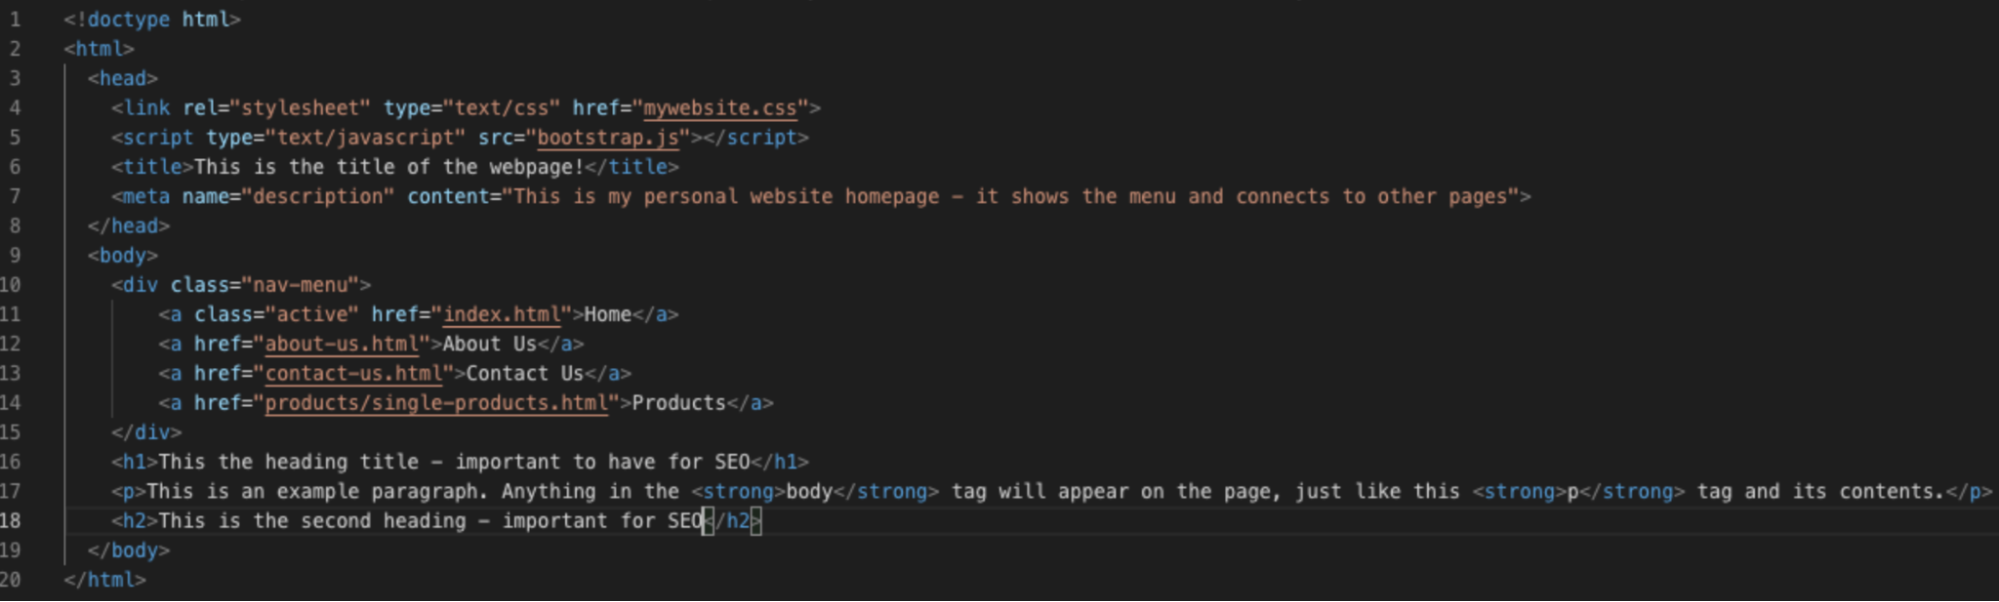 1 <!doctype html>
2 <html>
3 <head>
4 <link rel="stylesheet" type="text/css" href="mywebsite.css">
5 <script type="text/javascript" src="bootstrap.js"></script>
6 <title>This is the title of the webpage!</title>
7 <meta name="description" content="This is my personal website homepage - it shows the menu and connects to other pages">
8 </head>
9 <body>
10 <div class="nav-menu">
11 <a class="active" href="index.html">Home</a>
12 <a href="about-us.html">About Us</a>
13 <a href="contact-us.html">Contact Us</a>
14 <a href="products/single-products.html">Products</a>
15 </div>
16 <h1>This the heading title - important to have for SEO</h1>
17 <p>This is an example paragraph. Anything in the <strong>body</strong> tag will appear on the page, just like this <strong>p</strong> tag and its contents.</p>
18 <h2>This is the second heading - important for SEO</h2>
19 </body>
20 </html>